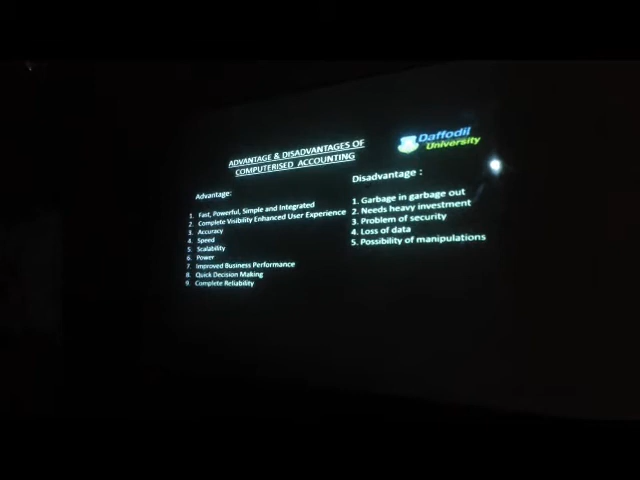 ADVANTAGE & DISADVANTAGES OF
COMPUTERISED ACCOUNTING
Daffodil
University
Advantage:
1. Fast, Powerful, Simple and Integrated
2. Complete Visibility Enhanced User Experience
3. Accuracy
4. Speed
5. Scalability
6. Power
7. Improved Business Performance
8. Quick Decision Making
9. Complete Reliability
Disadvantage :
1. Garbage in garbage out
2. Needs heavy investment
3. Problem of security
4. Loss of data
5. Possibility of manipulations